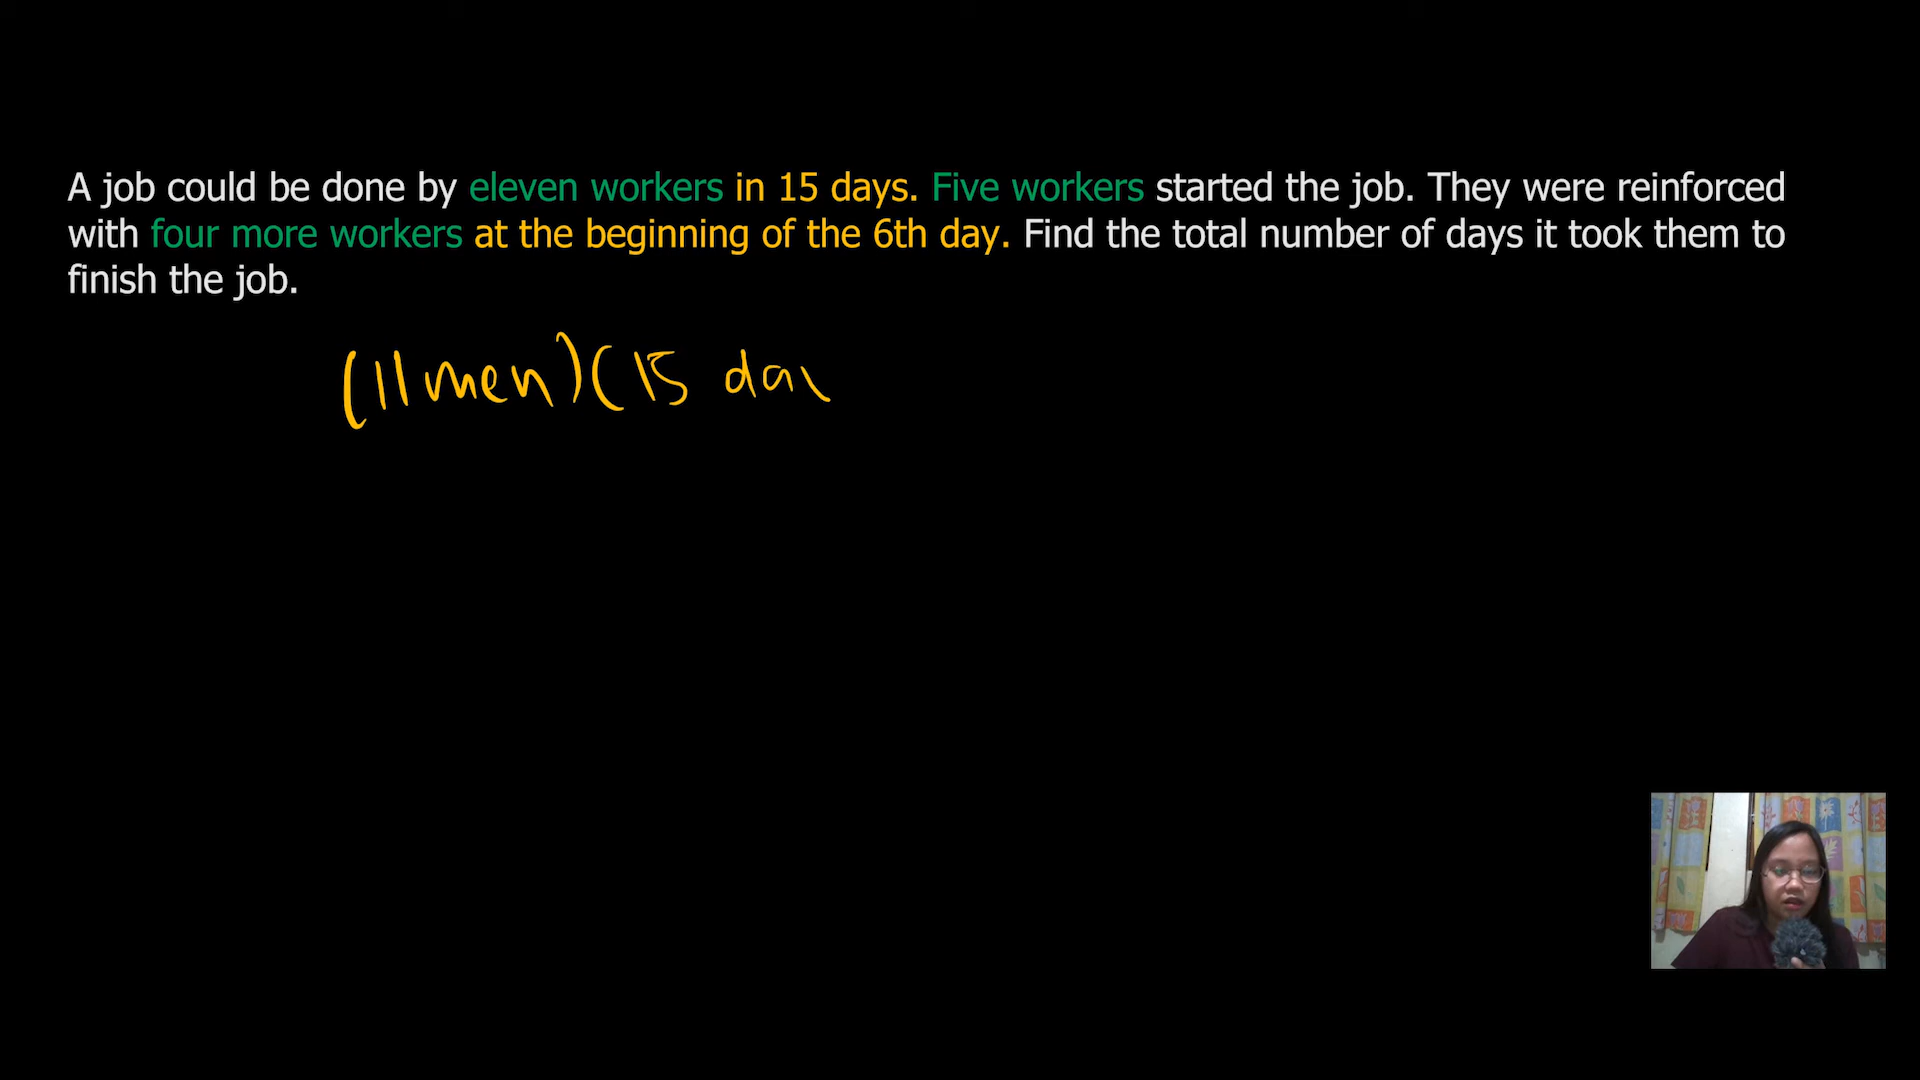 A job could be done by eleven workers in 15 days. Five workers started the job. They were reinforced
with four more workers at the beginning of the 6th day. Find the total number of days it took them to
finish the job.
(11 men)(15 day